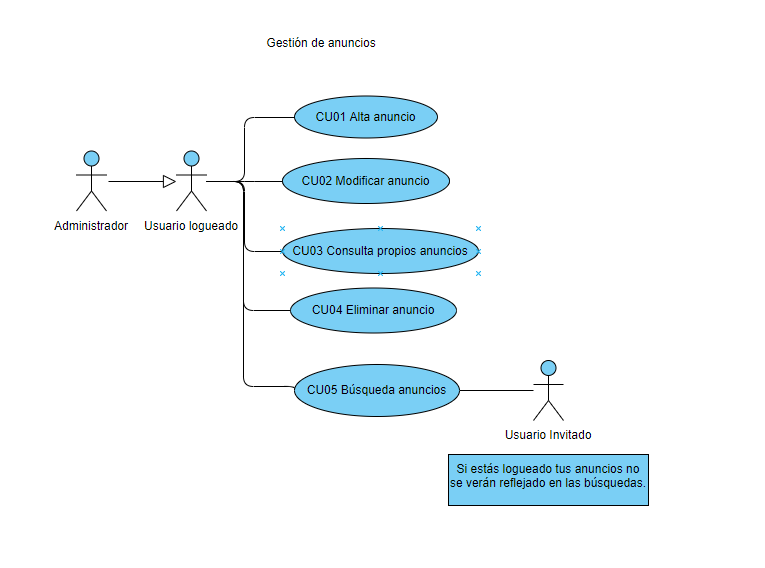 Gestión de anuncios
CU01 Alta anuncio
CU02 Modificar anuncio
Administrador
Usuario logueado
CU03 Consulta propios anuncios
CU04 Eliminar anuncio
CU05 Búsqueda anuncios
Usuario Invitado
Si estás logueado tus anuncios no
se verán reflejado en las búsquedas.